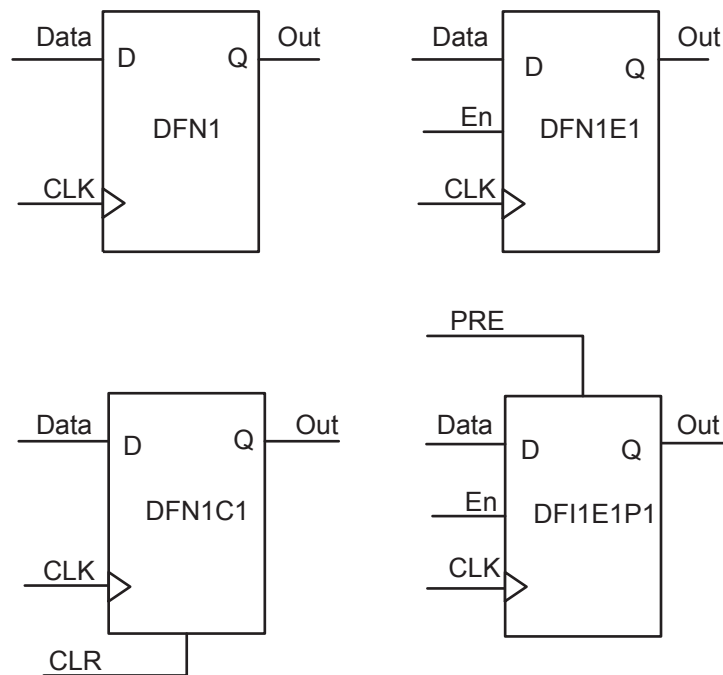 Data
D
Q
Out
DFN1
CLK
Data
D
Q
Out
En
DFN1E1
CLK
Data
D
Q
Out
DFN1C1
CLK
CLR
PRE
Data
D
Q
Out
En
DFI1E1P1
CLK